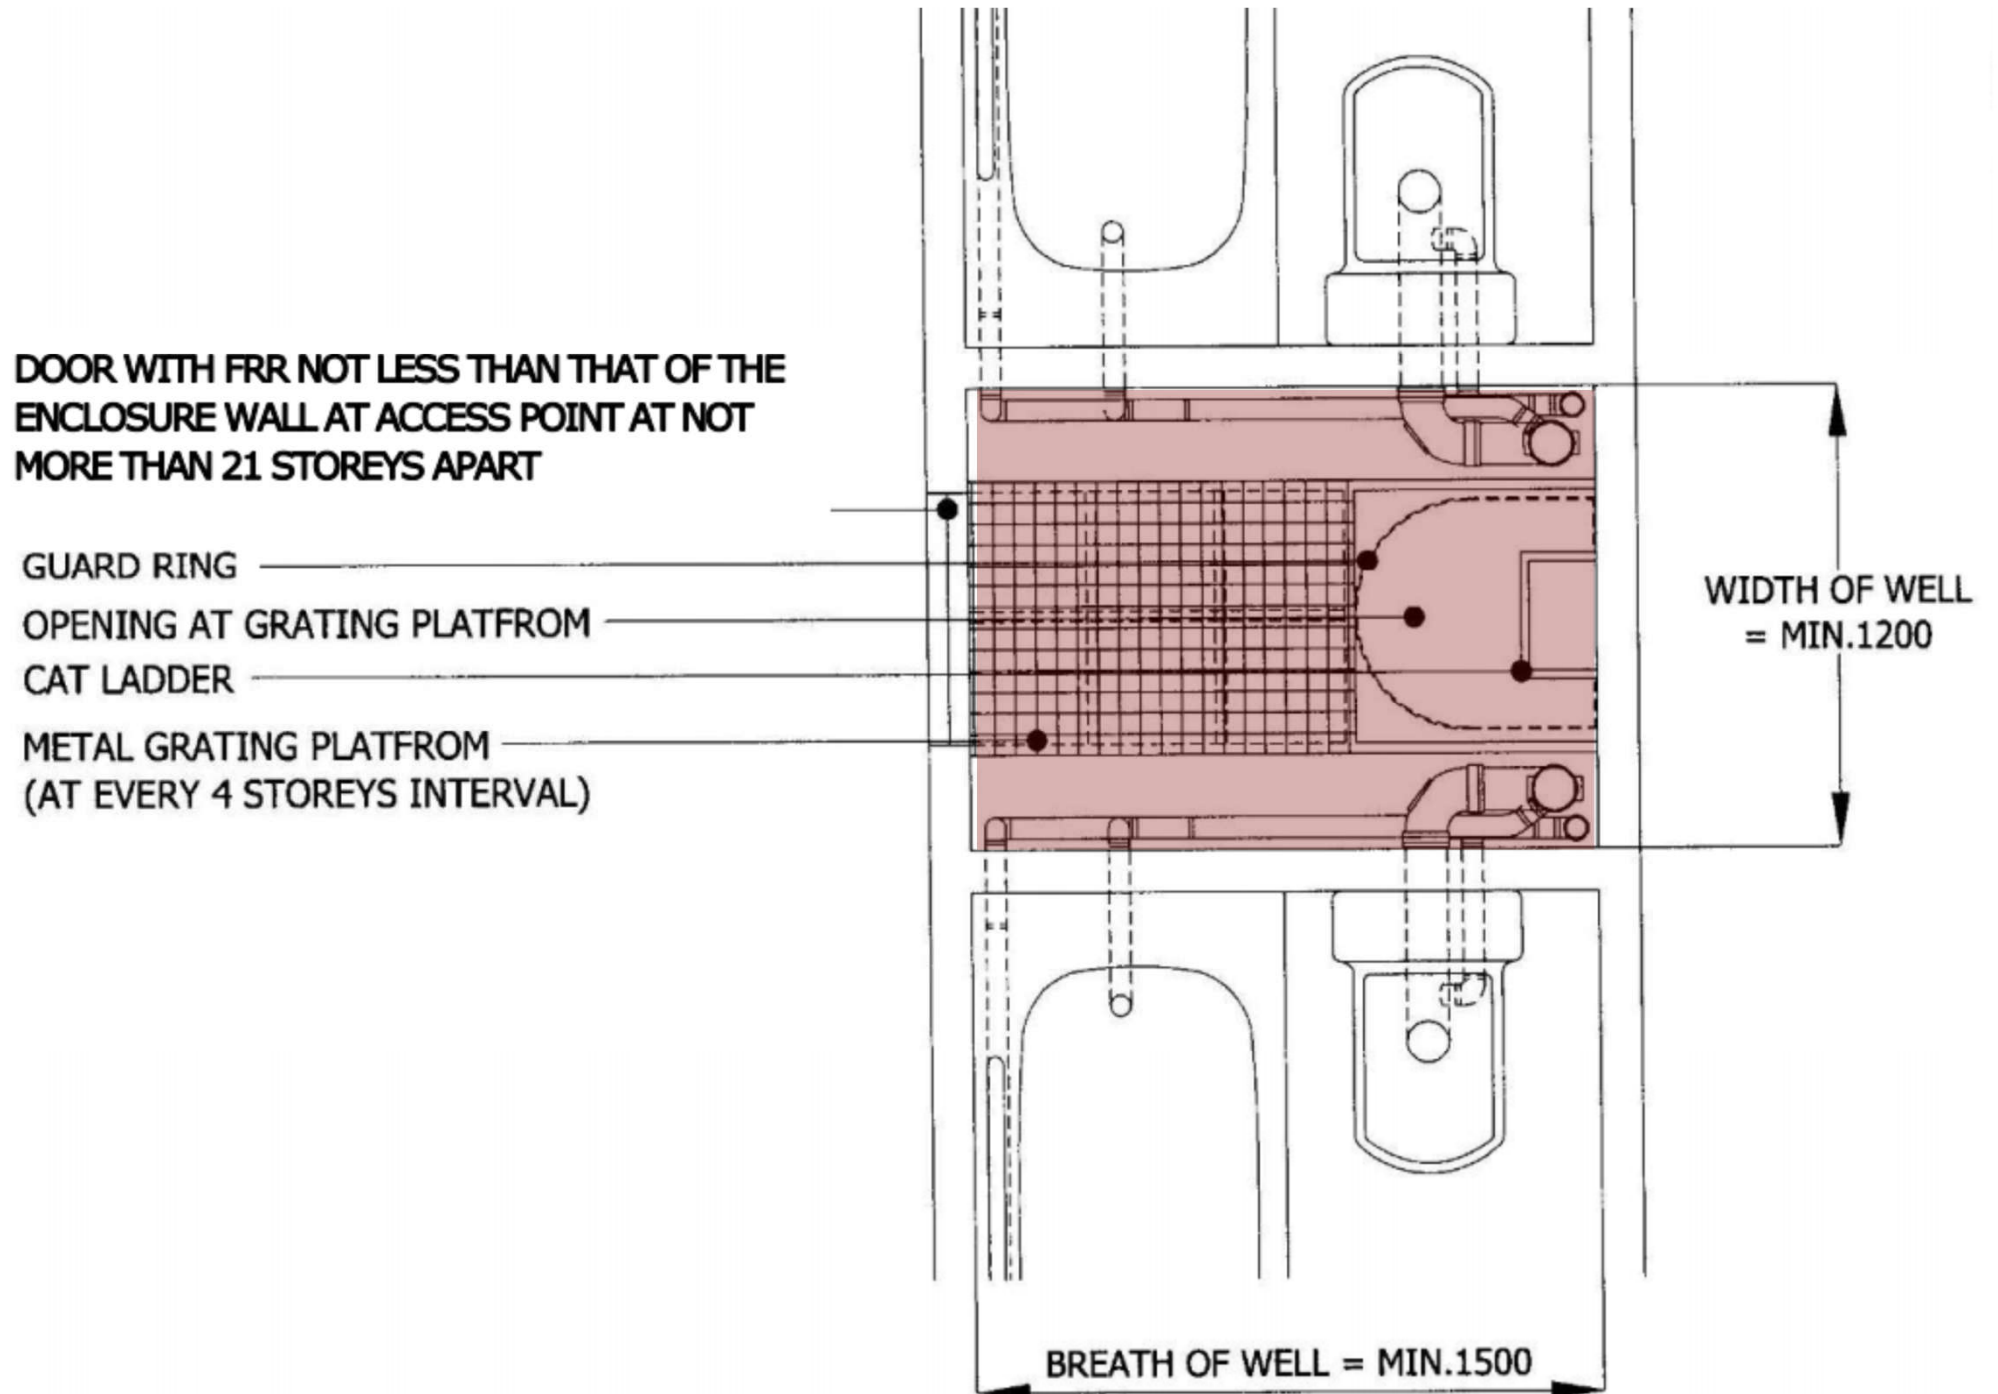 DOOR WITH FRR NOT LESS THAN THAT OF THE
ENCLOSURE WALL AT ACCESS POINT AT NOT
MORE THAN 21 STOREYS APART
GUARD RING
OPENING AT GRATING PLATFROM
CAT LADDER
METAL GRATING PLATFROM
(AT EVERY 4 STOREYS INTERVAL)
WIDTH OF WELL
= MIN.1200
BREATH OF WELL = MIN.1500